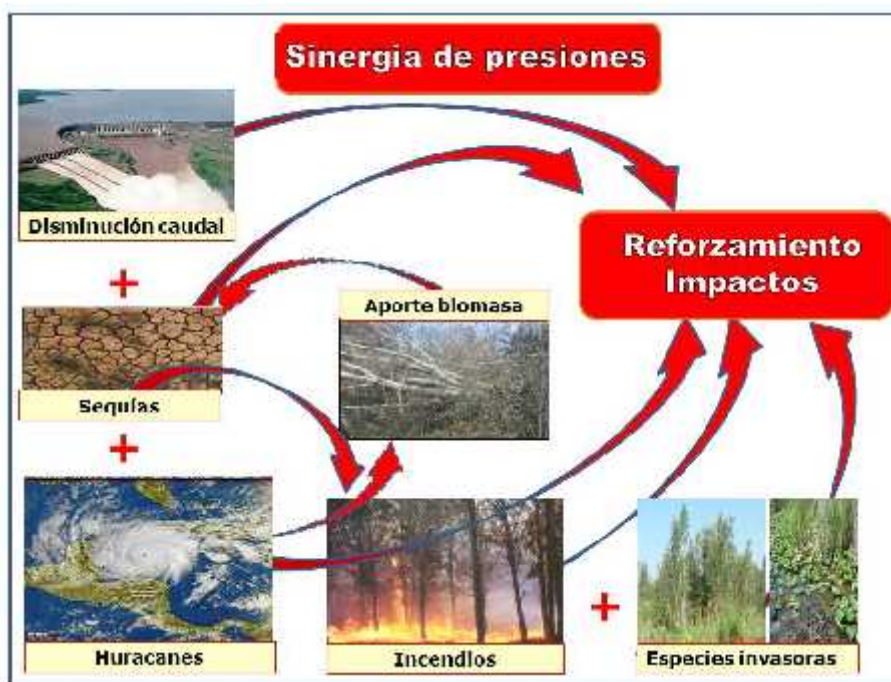 Sinergia de presiones
Disminución caudal
+
Reforzamiento
Impactos
Aporte biomasa
Sequías
+
Huracanes
Incendios
+
Especies invasoras